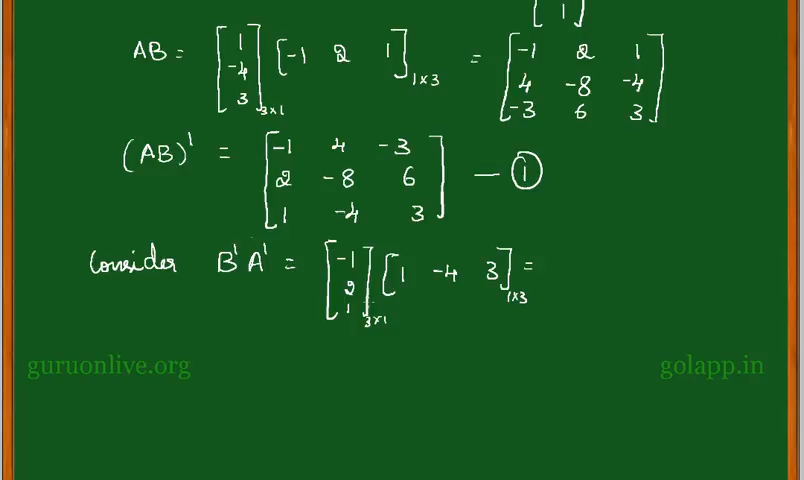 [ 1 ]
AB = [ 1 -4 3 ]3×1 [ -1 2 1 ]1×3 = [ -1 2 1
4 -8 -4
-3 6 3 ]
(AB)' = [ -1 4 -3
2 -8 6
1 -4 3 ] — ①
Consider B'A' = [ -1 2 1 ]3×1 [ 1 -4 3 ]1×3 =
guruonlive.org golapp.in